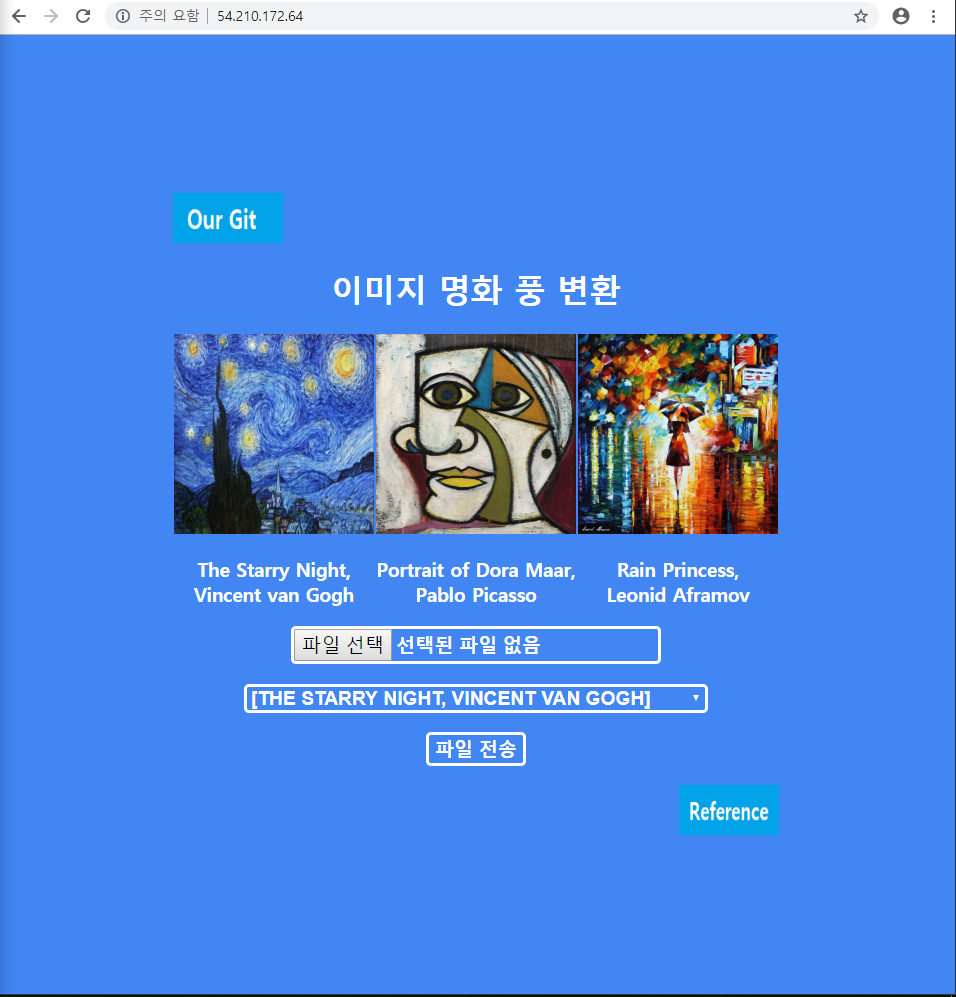 주의 요함 54.210.172.64
Our Git
이미지 명화 풍 변환
The Starry Night,
Vincent van Gogh
Portrait of Dora Maar,
Pablo Picasso
Rain Princess,
Leonid Aframov
파일 선택 선택된 파일 없음
[THE STARRY NIGHT, VINCENT VAN GOGH]
파일 전송
Reference